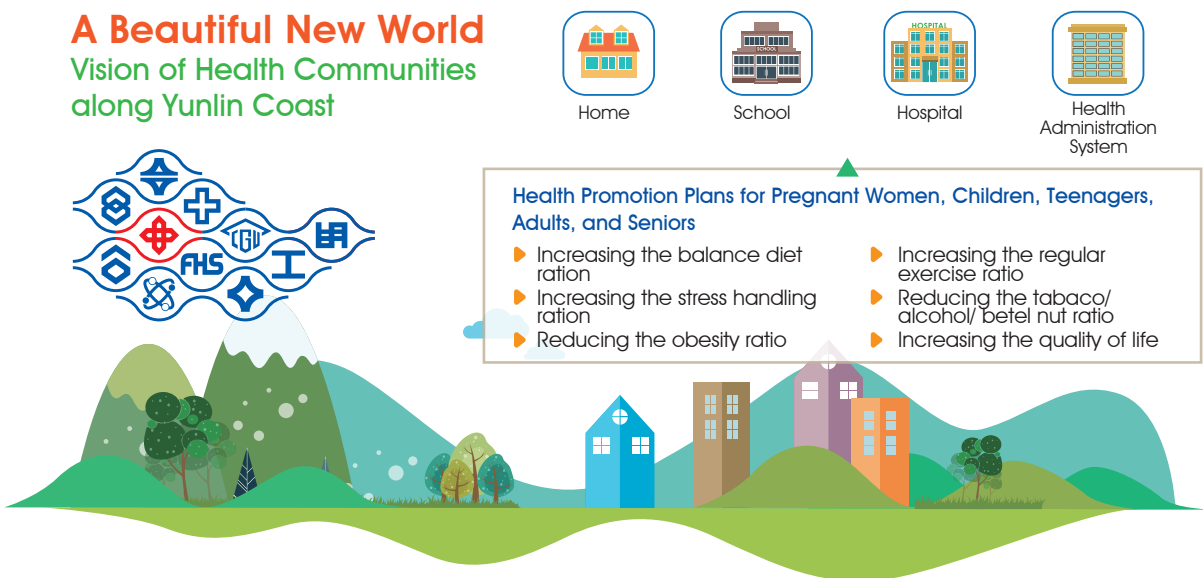 A Beautiful New World
Vision of Health Communities
along Yunlin Coast
HOSPITAL
SCHOOL
Home
School
Hospital
Health
Administration
System
CGU
FHS
Health Promotion Plans for Pregnant Women, Children, Teenagers,
Adults, and Seniors
Increasing the balance diet
ration
Increasing the stress handling
ration
Reducing the obesity ratio
Increasing the regular
exercise ratio
Reducing the tabaco/
alcohol/ betel nut ratio
Increasing the quality of life